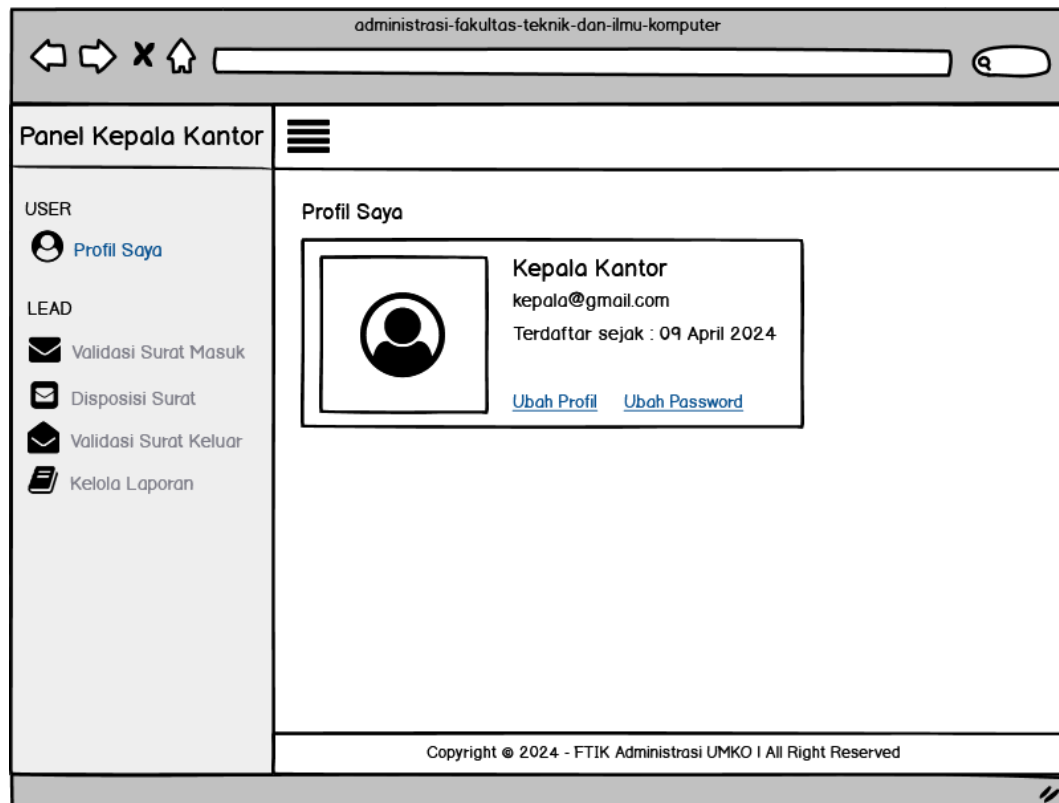 administrasi-fakultas-teknik-dan-ilmu-komputer
Panel Kepala Kantor
USER
Profil Saya
LEAD
Validasi Surat Masuk
Disposisi Surat
Validasi Surat Keluar
Kelola Laporan
Profil Saya
Kepala Kantor
kepala@gmail.com
Terdaftar sejak : 09 April 2024
Ubah Profil Ubah Password
Copyright © 2024 - FTIK Administrasi UMKO | All Right Reserved